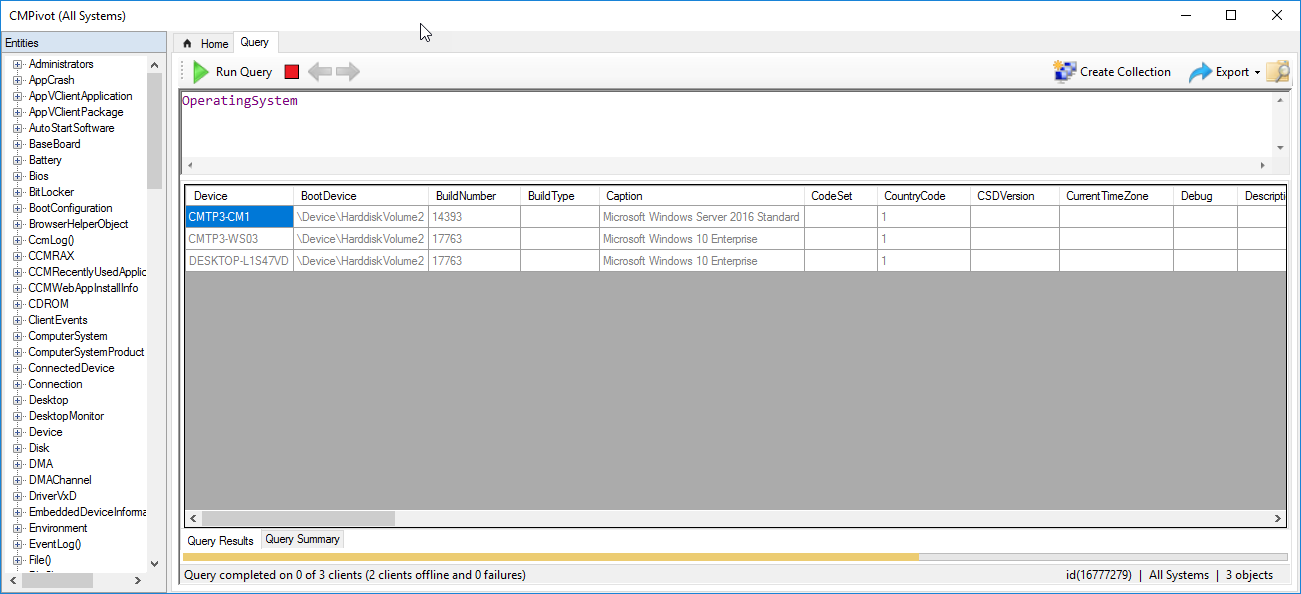 CMPivot (All Systems)
Entities
Administrators
AppCrash
AppVClientApplication
AppVClientPackage
AutoStartSoftware
BaseBoard
Battery
Bios
BitLocker
BootConfiguration
BrowserHelperObject
CcmLog()
CCMRAX
CCMRecentlyUsedApplic
CCMWebAppInstallInfo
CDROM
ClientEvents
ComputerSystem
ComputerSystemProduct
ConnectedDevice
Connection
Desktop
DesktopMonitor
Device
Disk
DMA
DMAChannel
DriverVxD
EmbeddedDeviceInforma
Environment
EventLog()
File()
Home Query
Run Query Create Collection Export
OperatingSystem
Device BootDevice BuildNumber BuildType Caption CodeSet CountryCode CSDVersion CurrentTimeZone Debug Descripti
CMTP3-CM1 \Device\HarddiskVolume2 14393 Microsoft Windows Server 2016 Standard 1
CMTP3-WS03 \Device\HarddiskVolume2 17763 Microsoft Windows 10 Enterprise 1
DESKTOP-L1S47VD \Device\HarddiskVolume2 17763 Microsoft Windows 10 Enterprise 1
Query Results Query Summary
Query completed on 0 of 3 clients (2 clients offline and 0 failures) id(16777279) | All Systems | 3 objects